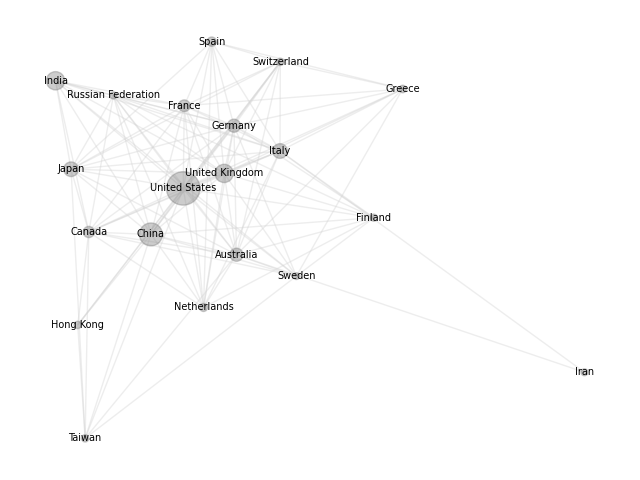 Spain
Switzerland
India
Greece
Russian Federation
France
Germany
Italy
Japan
United Kingdom
United States
Finland
Canada
China
Australia
Sweden
Netherlands
Hong Kong
Iran
Taiwan